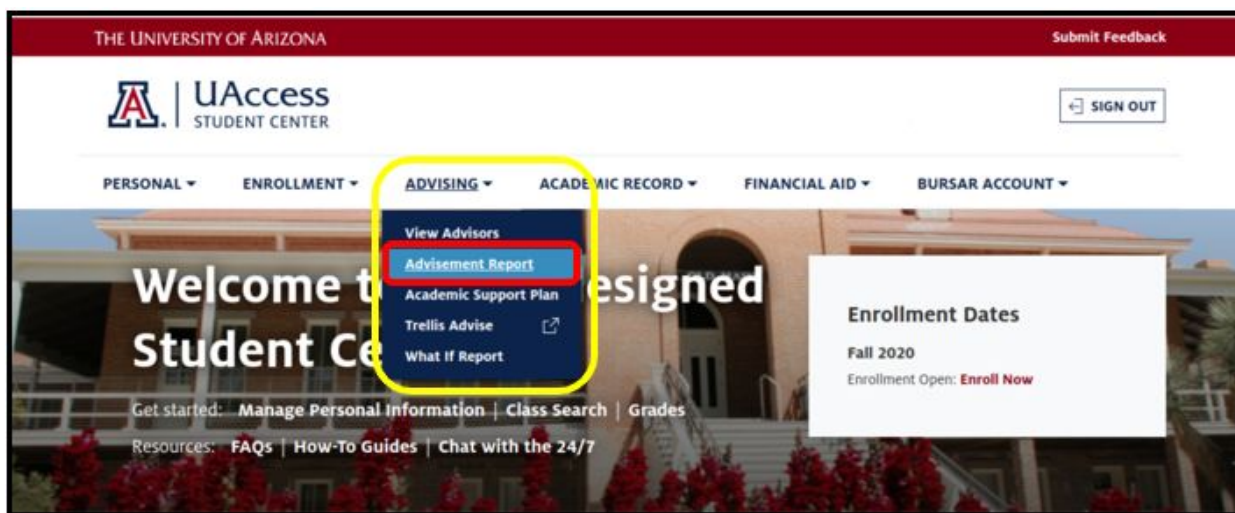 THE UNIVERSITY OF ARIZONA
Submit Feedback
A
UAccess
STUDENT CENTER
SIGN OUT
PERSONAL
ENROLLMENT
ADVISING
ACADEMIC RECORD
FINANCIAL AID
BURSAR ACCOUNT
View Advisors
Advisement Report
Academic Support Plan
Trellis Advise
What If Report
Welcome
esigned
Student
Get started: Manage Personal Information | Class Search | Grades
Resources: FAQs | How-To Guides | Chat with the 24/7
Enrollment Dates
Fall 2020
Enrollment Open: Enroll Now